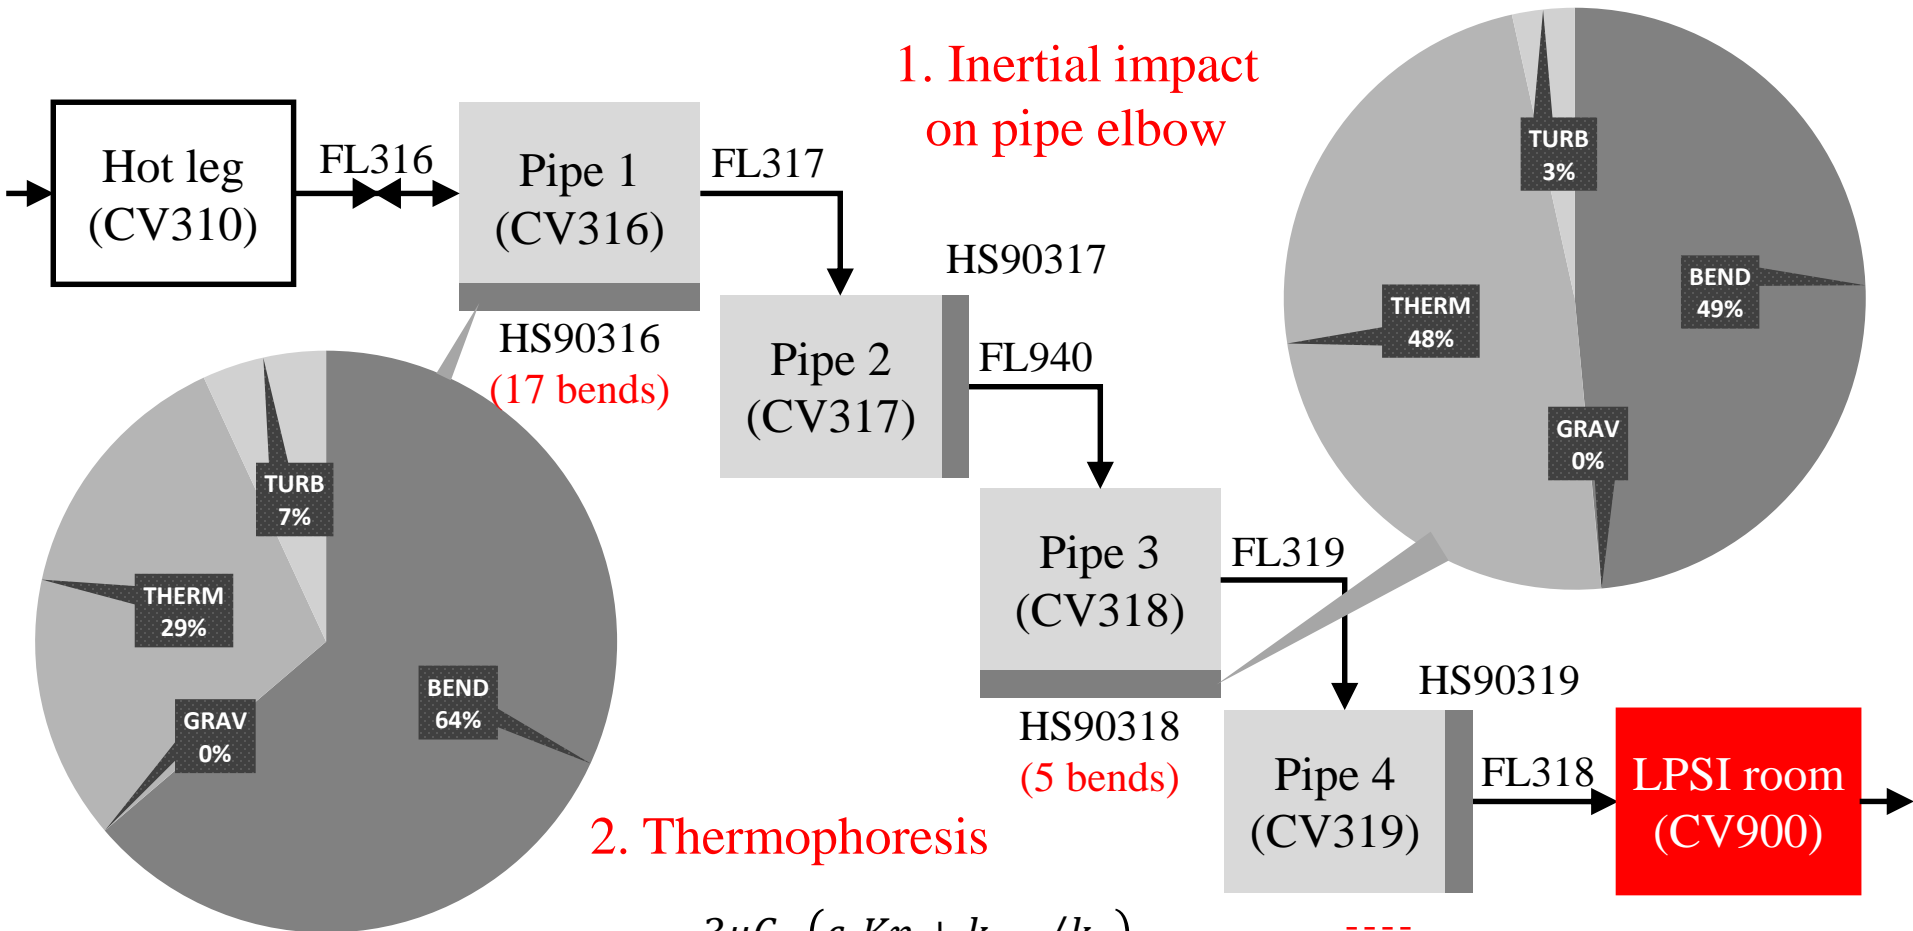 1. Inertial impact
on pipe elbow
Hot leg
(CV310)
FL316
Pipe 1
(CV316)
FL317
HS90316
(17 bends)
HS90317
Pipe 2
(CV317)
FL940
Pipe 3
(CV318)
FL319
HS90318
(5 bends)
HS90319
Pipe 4
(CV319)
FL318
LPSI room
(CV900)
TURB
3%
BEND
49%
THERM
48%
GRAV
0%
TURB
7%
THERM
29%
BEND
64%
GRAV
0%
2. Thermophoresis